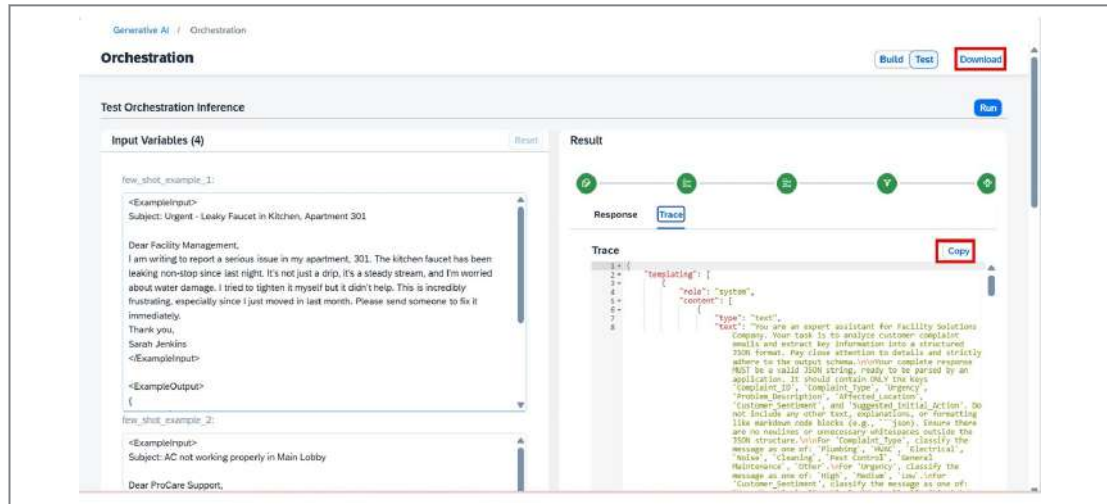 Generative AI / Orchestration
Orchestration
Build Test Download
Test Orchestration Inference
Run
Input Variables (4)
Reset
few_shot_example_1:
<ExampleInput>
Subject: Urgent - Leaky Faucet in Kitchen, Apartment 301
Dear Facility Management,
I am writing to report a serious issue in my apartment, 301. The kitchen faucet has been
leaking non-stop since last night. It's not just a drip, it's a steady stream, and I'm worried
about water damage. I tried to tighten it myself but it didn't help. This is incredibly
frustrating, especially since I just moved in last month. Please send someone to fix it
immediately.
Thank you,
Sarah Jenkins
</ExampleInput>
<ExampleOutput>
{
few_shot_example_2:
<ExampleInput>
Subject: AC not working properly in Main Lobby
Dear ProCare Support,
Result
Response Trace
Trace
Copy
1 {
2 "templating": [
3 {
4 "role": "system",
5 "content": [
6 {
7 "type": "text",
8 "text": "You are an expert assistant for Facility Solutions
Company. Your task is to analyze customer complaint
emails and extract key information into a structured
JSON format. Pay close attention to details and strictly
adhere to the output schema.\n\nYour complete response
MUST be a valid JSON string, ready to be parsed by an
application. It should contain ONLY the keys
`Complaint_ID`, `Complaint_Type`, `Urgency`,
`Problem_Description`, `Affected_Location`,
`Customer_Sentiment`, and `Suggested_Initial_Action`. Do
not include any other text, explanations, or formatting
like markdown code blocks (e.g., ```json). Ensure there
are no newlines or unnecessary whitespaces outside the
JSON structure.\n\nFor `Complaint_Type`, classify the
message as one of: `Plumbing`, `HVAC`, `Electrical`,
`Noise`, `Cleaning`, `Pest Control`, `General
Maintenance`, `Other`.\nFor `Urgency`, classify the
message as one of: `High`, `Medium`, `Low`.\nFor
`Customer_Sentiment`, classify the message as one of: